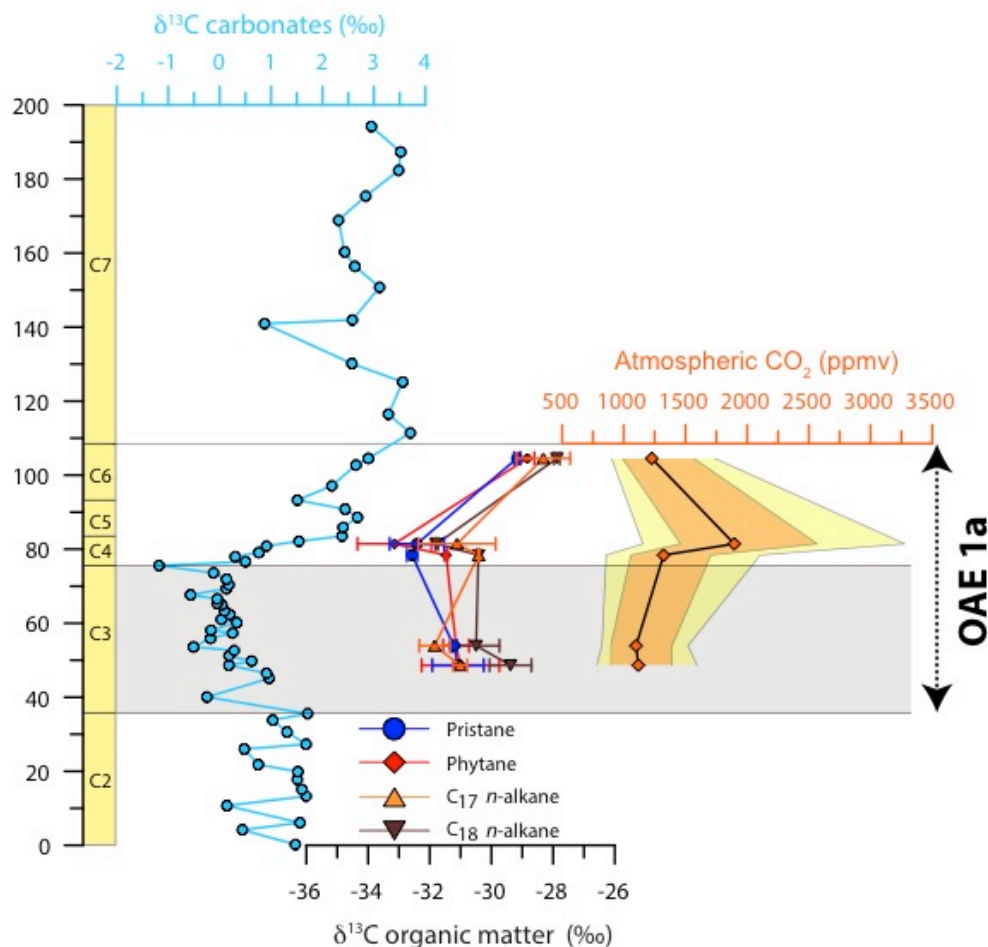 δ13C carbonates (‰)
-2 -1 0 1 2 3 4
200
180
C7
160
140
120
Atmospheric CO2 (ppmv)
500 1000 1500 2000 2500 3000 3500
100
C6
C5
80
C4
OAE 1a
60
C3
40
Pristane
Phytane
20
C2
C17 n-alkane
C18 n-alkane
0
-36 -34 -32 -30 -28 -26
δ13C organic matter (‰)